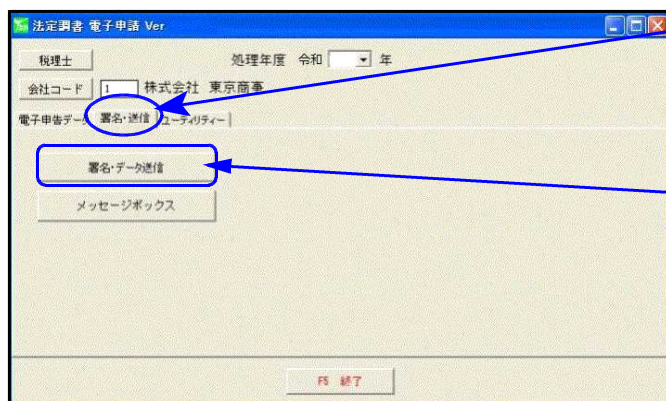 法定調書 電子申請 Ver
税理士
処理年度 令和 年
会社コード 1 株式会社 東京商事
電子申告データ 署名・送信 ユーティリティー
署名・データ送信
メッセージボックス
F5 終了